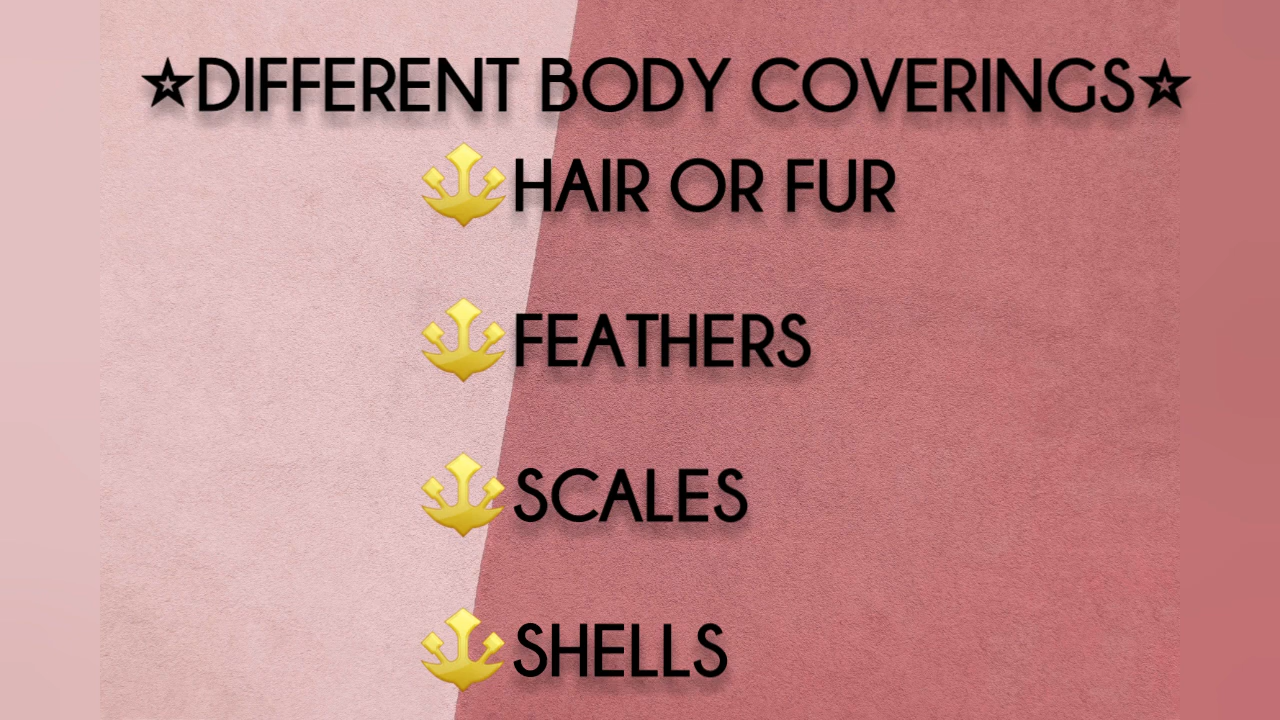 ☆DIFFERENT BODY COVERINGS☆
🔱HAIR OR FUR
🔱FEATHERS
🔱SCALES
🔱SHELLS